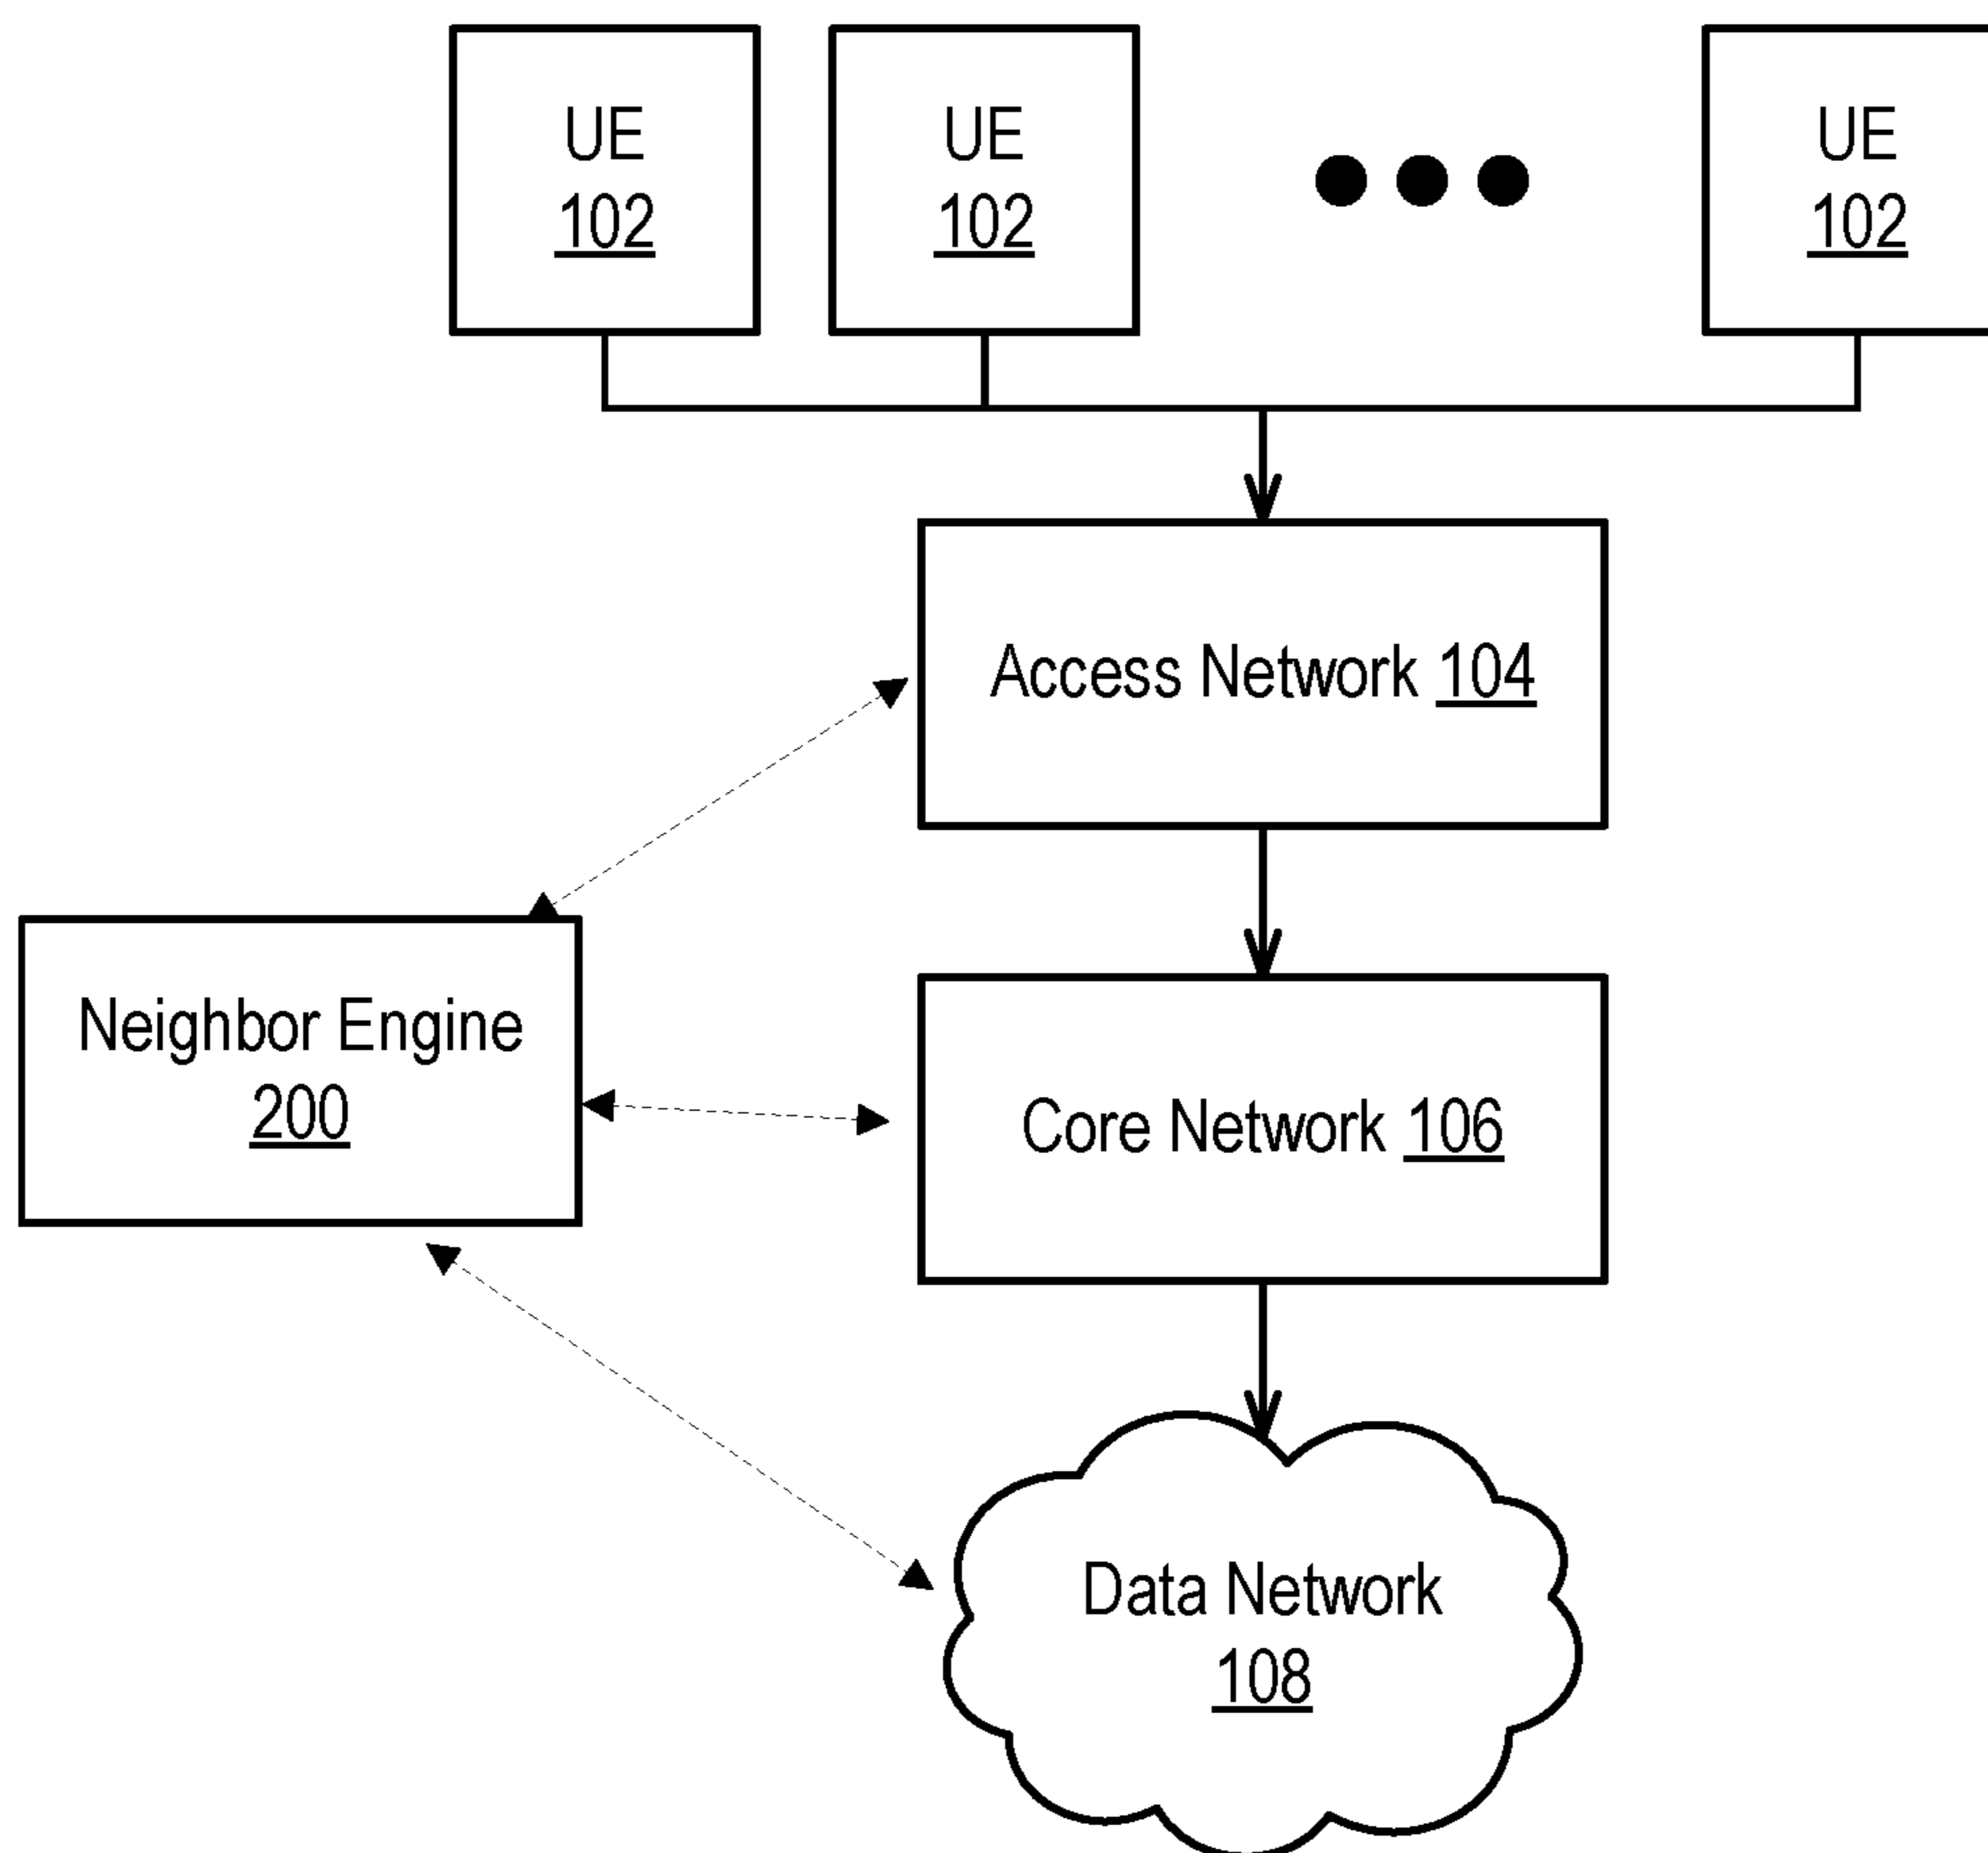 UE
102
UE
102
UE
102
Access Network 104
Neighbor Engine
200
Core Network 106
Data Network
108